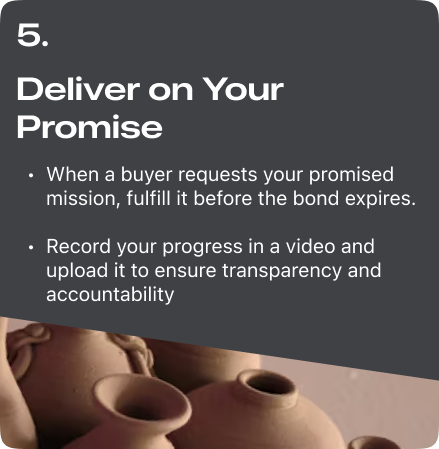 5.
Deliver on Your
Promise
• When a buyer requests your promised
mission, fulfill it before the bond expires.
• Record your progress in a video and
upload it to ensure transparency and
accountability